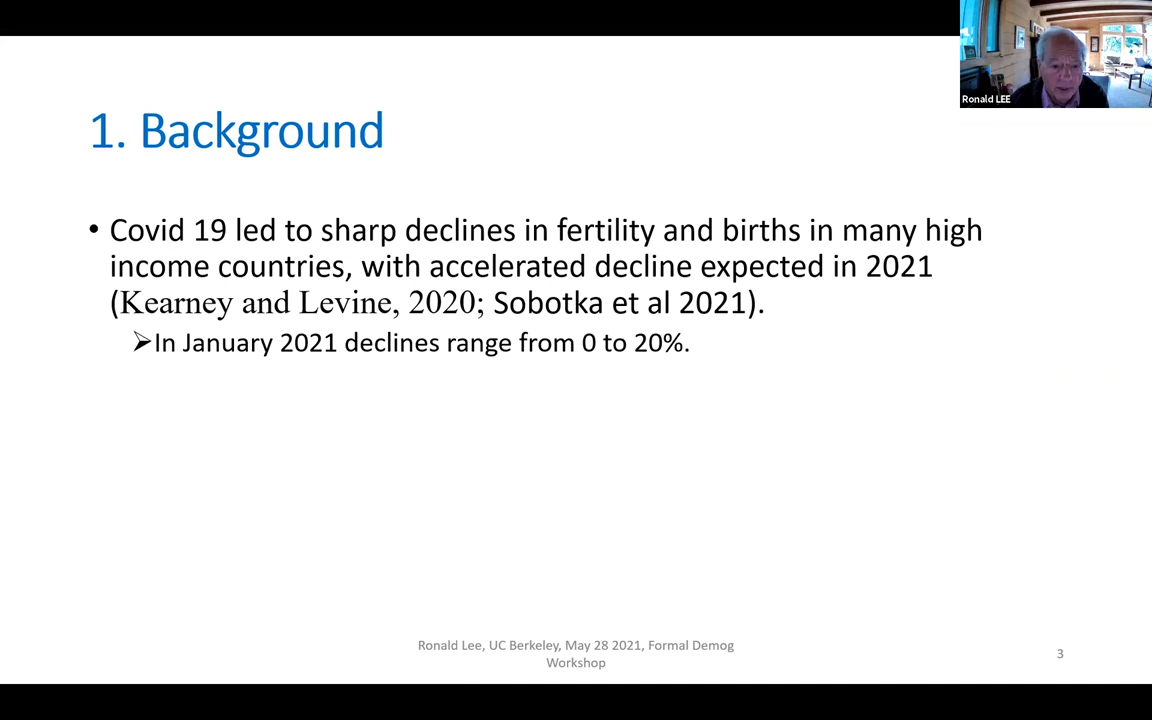 Ronald LEE
1. Background
• Covid 19 led to sharp declines in fertility and births in many high
income countries, with accelerated decline expected in 2021
(Kearney and Levine, 2020; Sobotka et al 2021).
➢In January 2021 declines range from 0 to 20%.
Ronald Lee, UC Berkeley, May 28 2021, Formal Demog
Workshop
3